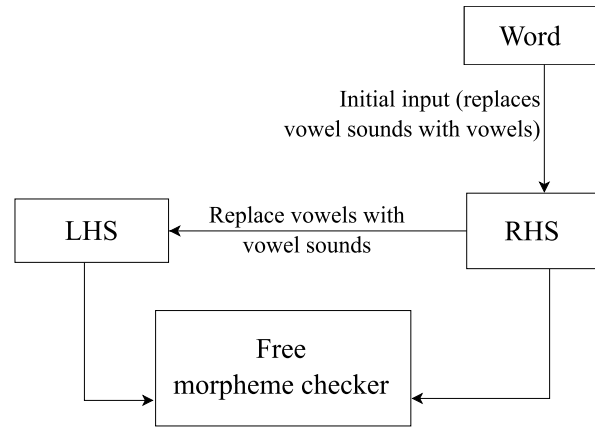 Word
Initial input (replaces
vowel sounds with vowels)
LHS
Replace vowels with
vowel sounds
RHS
Free
morpheme checker